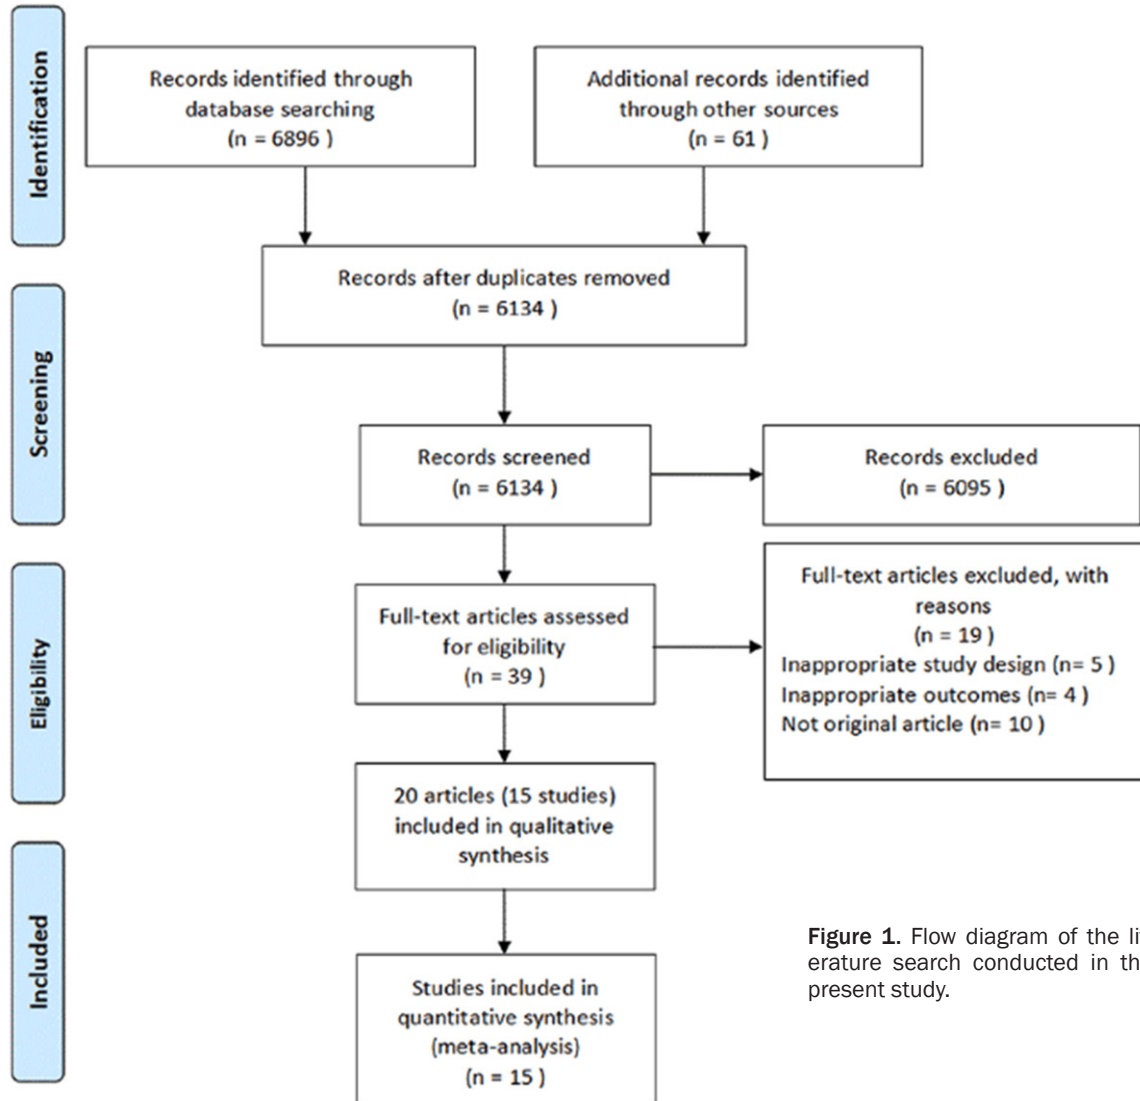 Identification
Records identified through
database searching
(n = 6896 )
Additional records identified
through other sources
(n = 61 )
Records after duplicates removed
(n = 6134 )
Screening
Records screened
(n = 6134 )
Records excluded
(n = 6095 )
Eligibility
Full-text articles assessed
for eligibility
(n = 39 )
Full-text articles excluded, with
reasons
(n = 19 )
Inappropriate study design (n= 5 )
Inappropriate outcomes (n= 4 )
Not original article (n= 10 )
20 articles (15 studies)
included in qualitative
synthesis
Included
Studies included in
quantitative synthesis
(meta-analysis)
(n = 15 )
Figure 1. Flow diagram of the
erature search conducted in
present study.